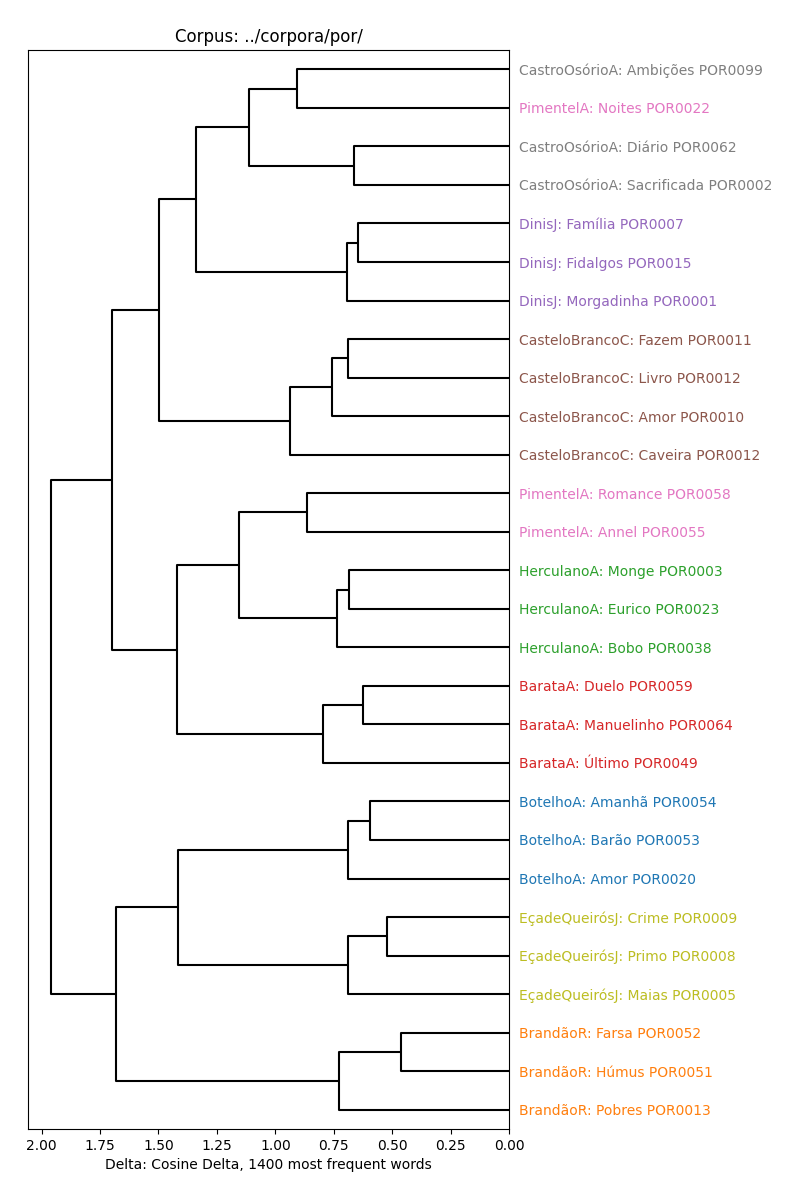 Corpus: ../corpora/por/
CastroOsórioA: Ambições POR0099
PimentelA: Noites POR0022
CastroOsórioA: Diário POR0062
CastroOsórioA: Sacrificada POR0002
DinisJ: Família POR0007
DinisJ: Fidalgos POR0015
DinisJ: Morgadinha POR0001
CasteloBrancoC: Fazem POR0011
CasteloBrancoC: Livro POR0012
CasteloBrancoC: Amor POR0010
CasteloBrancoC: Caveira POR0012
PimentelA: Romance POR0058
PimentelA: Annel POR0055
HerculanoA: Monge POR0003
HerculanoA: Eurico POR0023
HerculanoA: Bobo POR0038
BarataA: Duelo POR0059
BarataA: Manuelinho POR0064
BarataA: Último POR0049
BotelhoA: Amanhã POR0054
BotelhoA: Barão POR0053
BotelhoA: Amor POR0020
EçadeQueirósJ: Crime POR0009
EçadeQueirósJ: Primo POR0008
EçadeQueirósJ: Maias POR0005
BrandãoR: Farsa POR0052
BrandãoR: Húmus POR0051
BrandãoR: Pobres POR0013
2.00 1.75 1.50 1.25 1.00 0.75 0.50 0.25 0.00
Delta: Cosine Delta, 1400 most frequent words